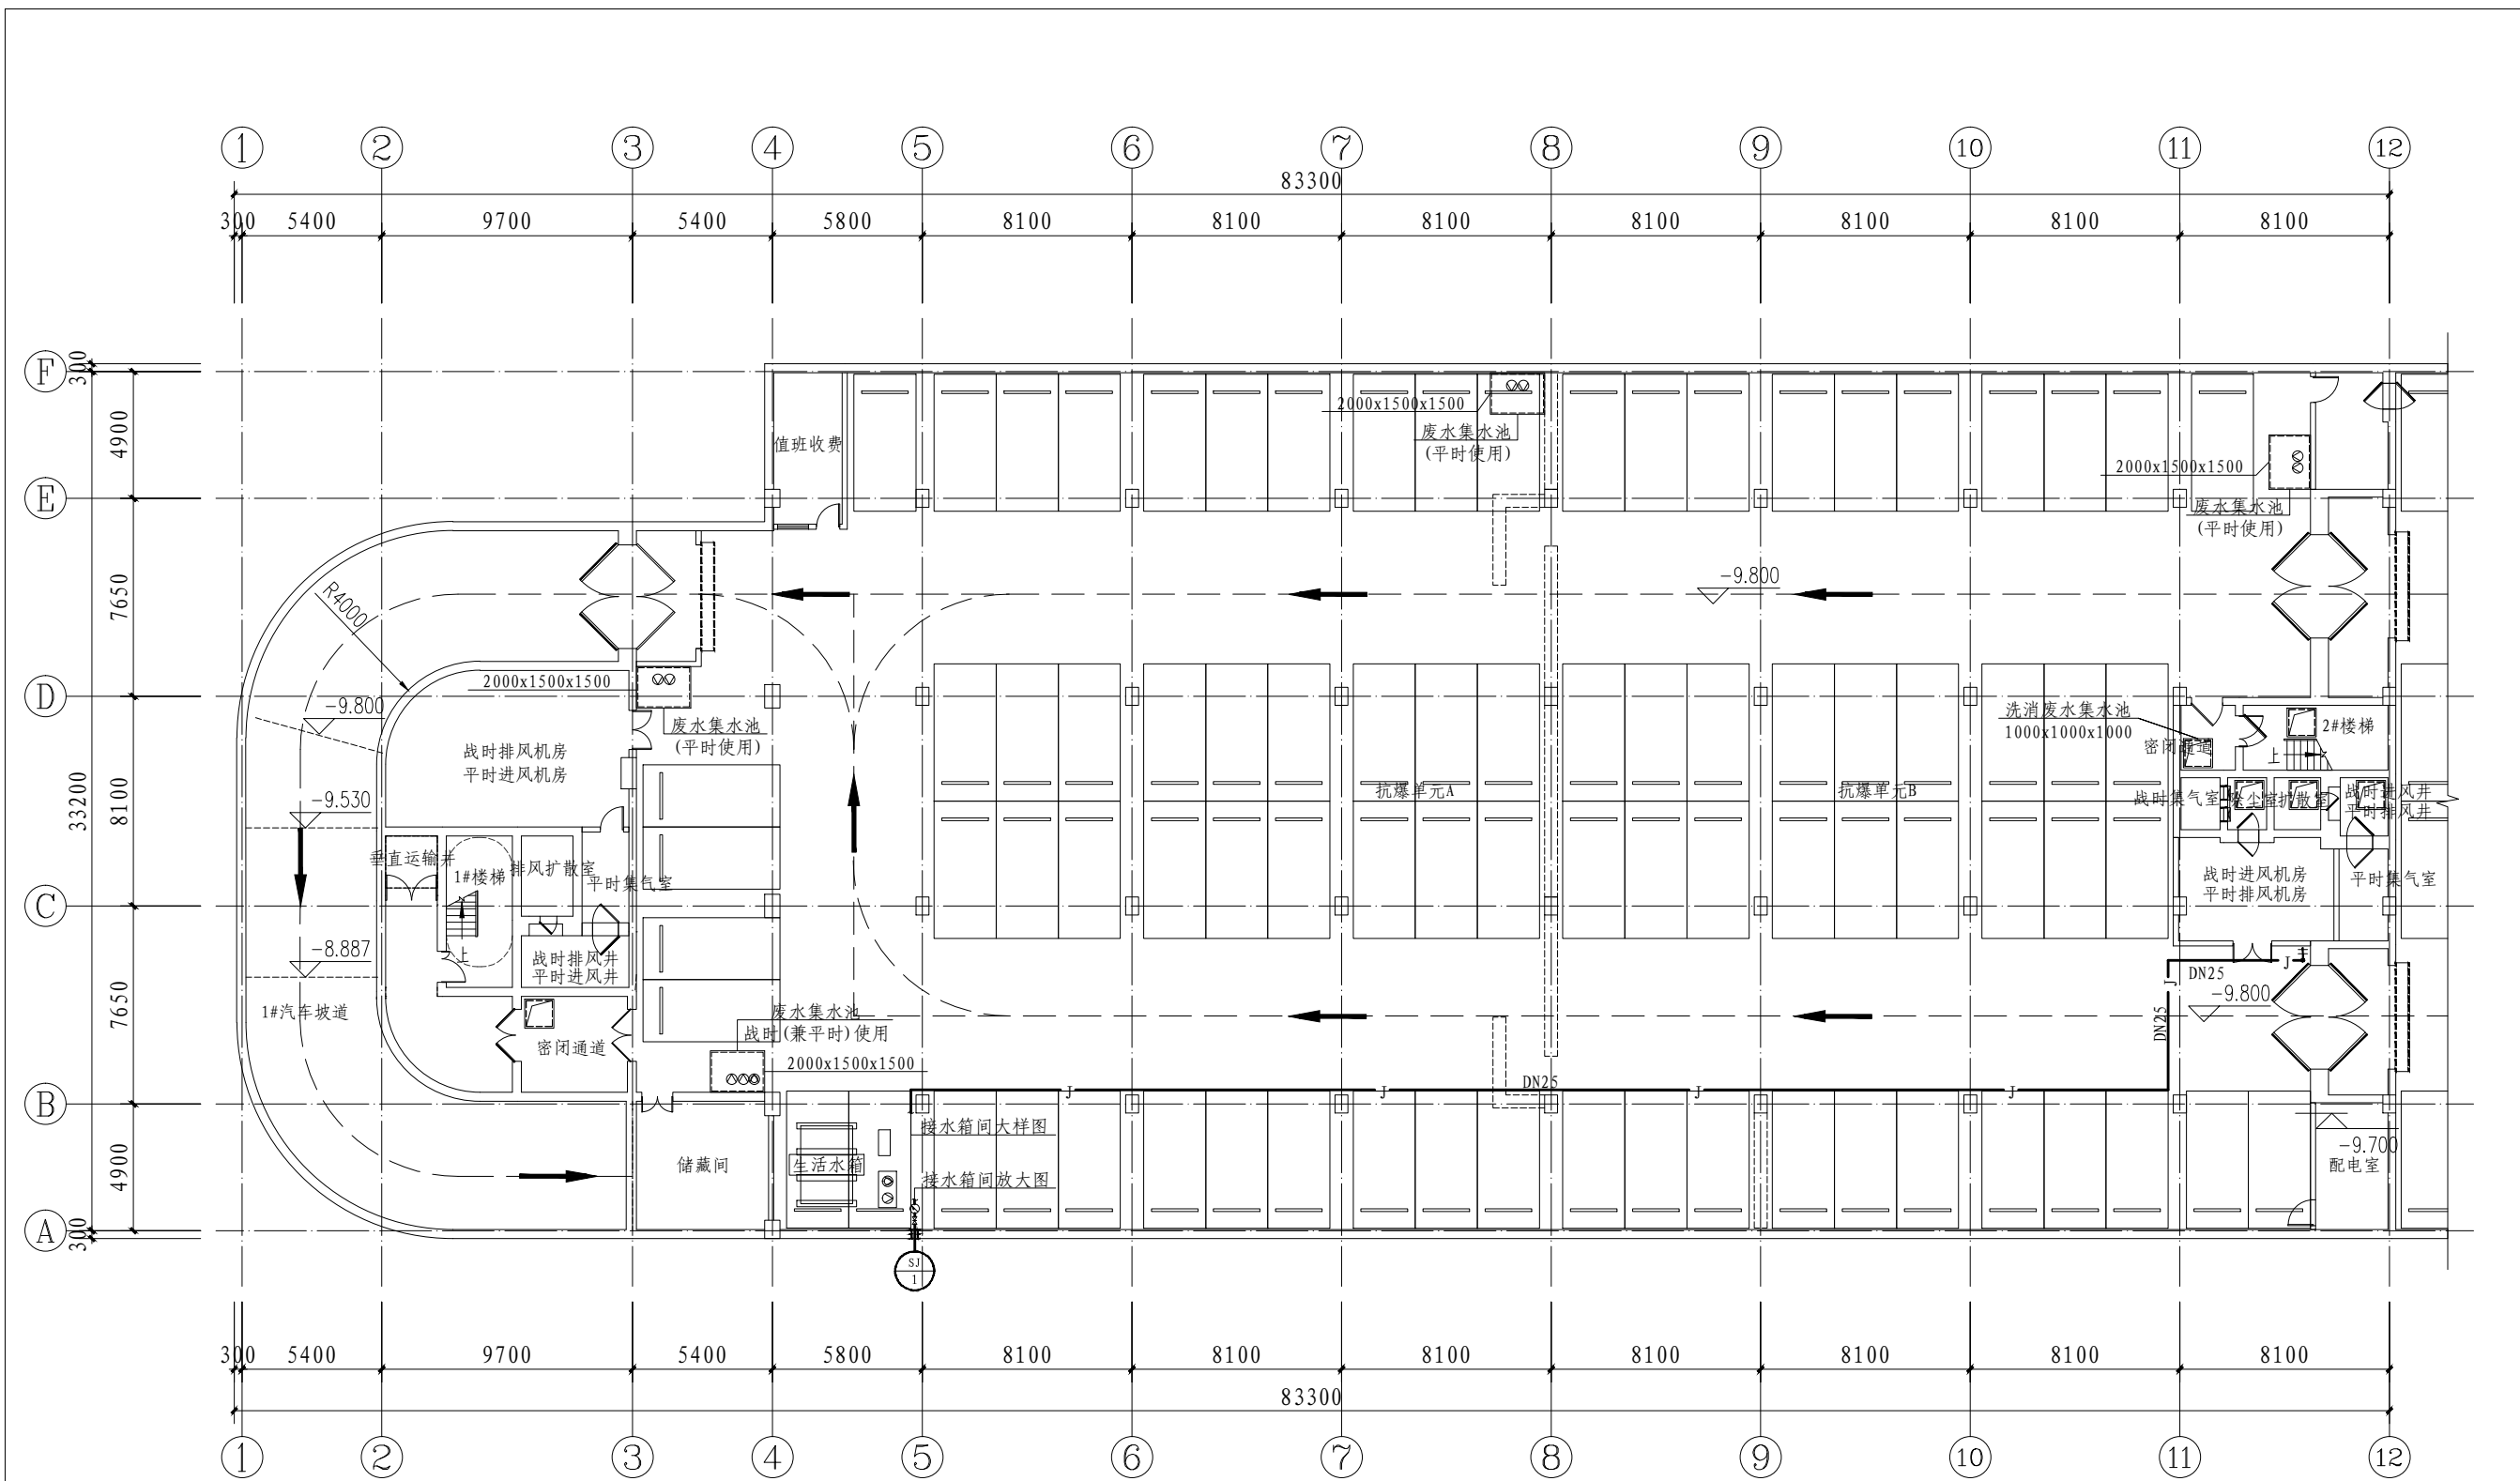 1 2 3 4 5 6 7 8 9 10 11 12
83300
300 5400 9700 5400 5800 8100 8100 8100 8100 8100 8100 8100
F
300
4900
E
7650
D
8100
33200
C
7650
B
4900
A
300
值班收费
2000x1500x1500
废水集水池
(平时使用)
2000x1500x1500
废水集水池
(平时使用)
R4000
-9.800
2000x1500x1500
废水集水池
(平时使用)
-9.800
-9.530
-8.887
1#汽车坡道
战时排风机房
平时进风机房
垂直运输井
1#楼梯
上
排风扩散室
平时集气室
战时排风井
平时进风井
密闭通道
废水集水池
战时(兼平时)使用
2000x1500x1500
储藏间
生活水箱
接水箱间大样图
接水箱间放大图
SJ
1
抗爆单元A
抗爆单元B
洗消废水集水池
1000x1000x1000
密闭通道
2#楼梯
上
战时集气室
除尘室
扩散室
战时进风井
平时排风井
战时进风机房
平时排风机房
平时集气室
J
DN25
J
DN25
-9.800
J
J
DN25
J
J
-9.700
配电室
300 5400 9700 5400 5800 8100 8100 8100 8100 8100 8100 8100
83300
1 2 3 4 5 6 7 8 9 10 11 12